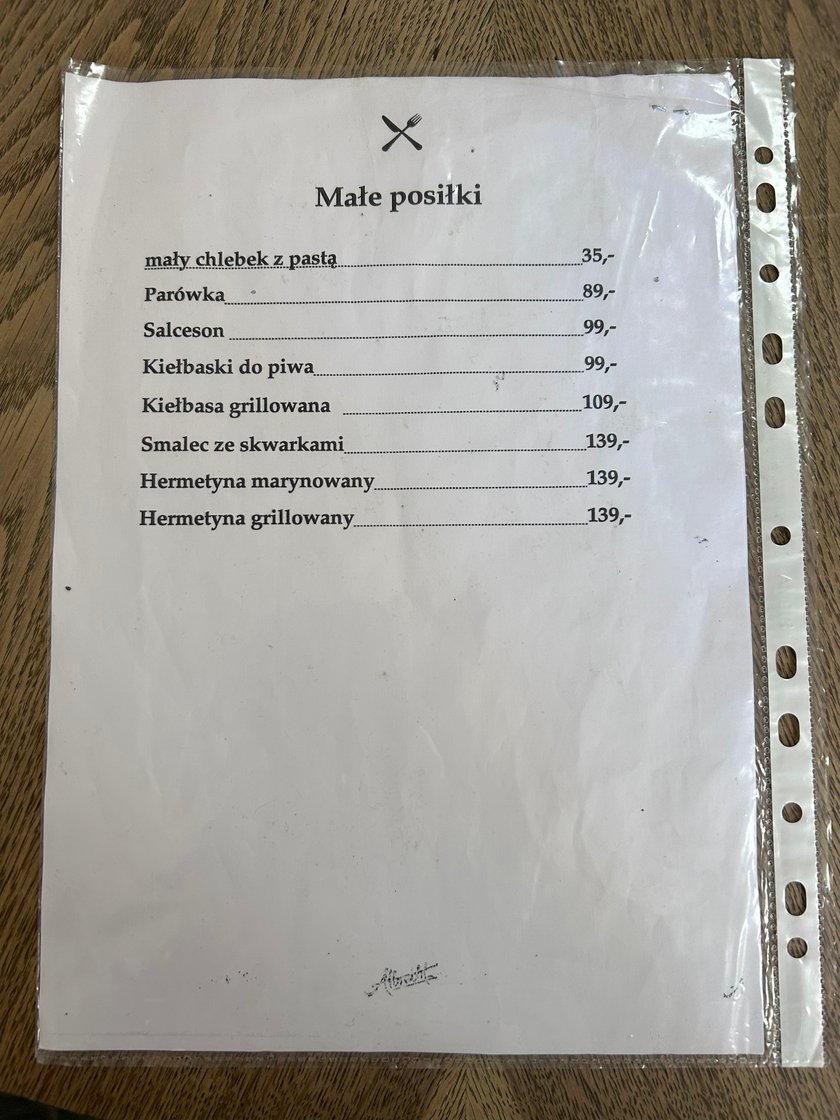 Małe posiłki
mały chlebek z pastą 35,-
Parówka 89,-
Salceson 99,-
Kiełbaski do piwa 99,-
Kiełbasa grillowana 109,-
Smalec ze skwarkami 139,-
Hermetyna marynowany 139,-
Hermetyna grillowany 139,-
Albrecht